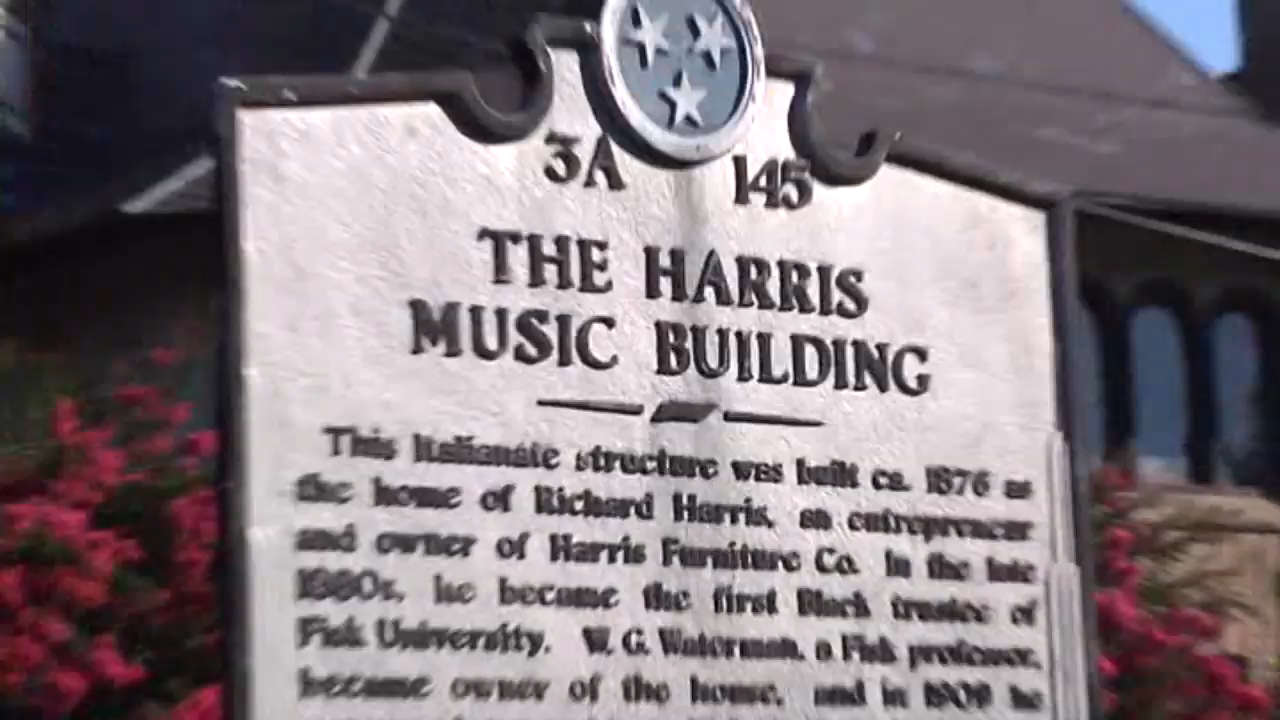 3A 145
THE HARRIS
MUSIC BUILDING
This Italianate structure was built ca. 1876 as
the home of Richard Harris, an entrepreneur
and owner of Harris Furniture Co. In the late
1880s, he became the first Black trustee of
Fisk University. W. G. Waterman, a Fisk professor,
became owner of the house, and in 1909 he